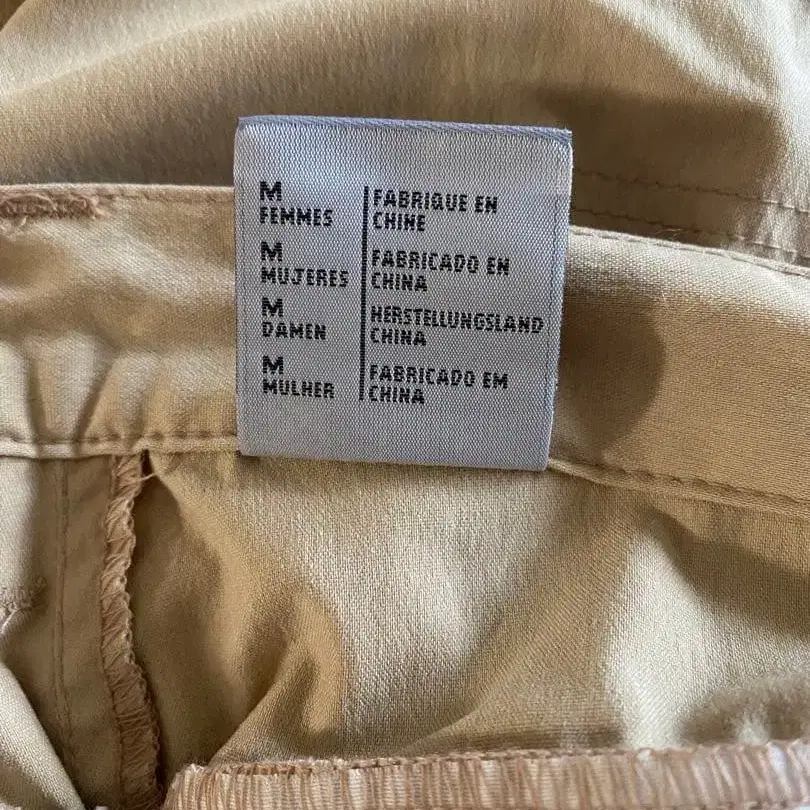 M
FEMMES
FABRIQUE EN
CHINE
M
MUJERES
FABRICADO EN
CHINA
M
DAMEN
HERSTELLUNGSLAND
CHINA
M
MULHER
FABRICADO EM
CHINA